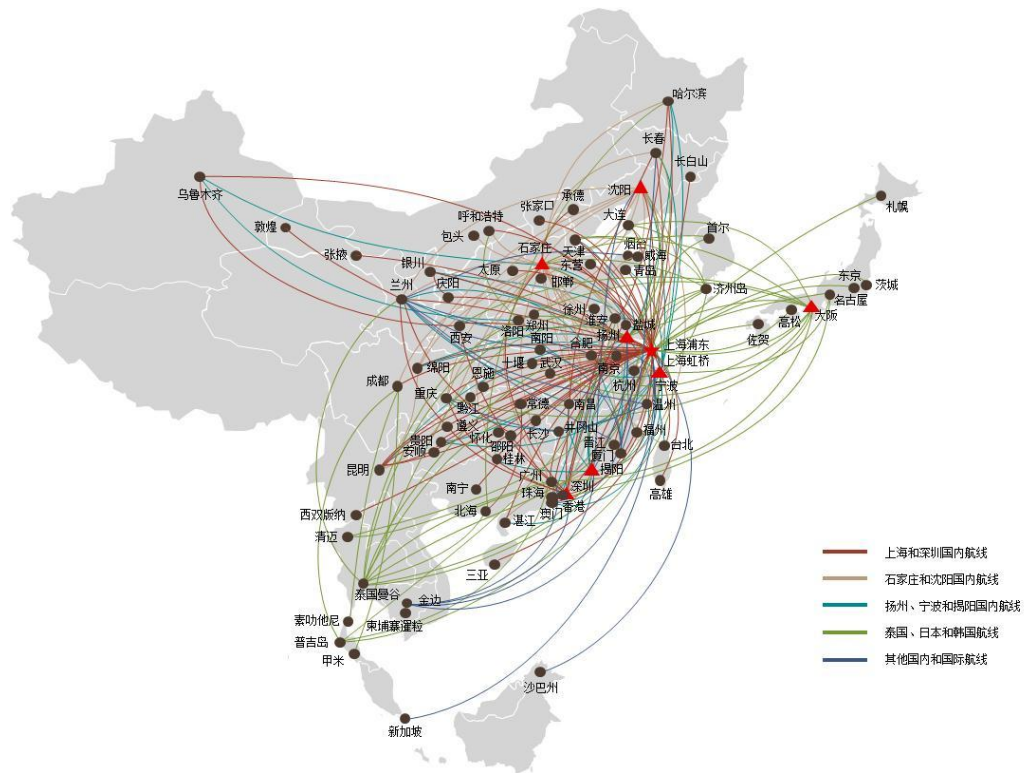 哈尔滨
长春
长白山
乌鲁木齐
沈阳
承德
张家口
札幌
大连
呼和浩特
敦煌
首尔
包头
石家庄
烟台
天津
威海
张掖
银川
太原
东营
青岛
兰州
庆阳
邯郸
济州岛
东京
茨城
名古屋
徐州
淮安
盐城
高松
大阪
洛阳
郑州
西安
南阳
扬州
佐贺
合肥
上海浦东
上海虹桥
绵阳
十堰
武汉
南京
成都
恩施
杭州
宁波
重庆
黔江
常德
南昌
温州
遵义
贵阳
怀化
长沙
井冈山
福州
安顺
邵阳
晋江
台北
桂林
厦门
昆明
揭阳
广州
南宁
珠海
深圳
高雄
香港
西双版纳
北海
澳门
湛江
清迈
三亚
泰国曼谷
金边
素叻他尼
柬埔寨暹粒
普吉岛
甲米
沙巴州
新加坡
上海和深圳国内航线
石家庄和沈阳国内航线
扬州、宁波和揭阳国内航线
泰国、日本和韩国航线
其他国内和国际航线